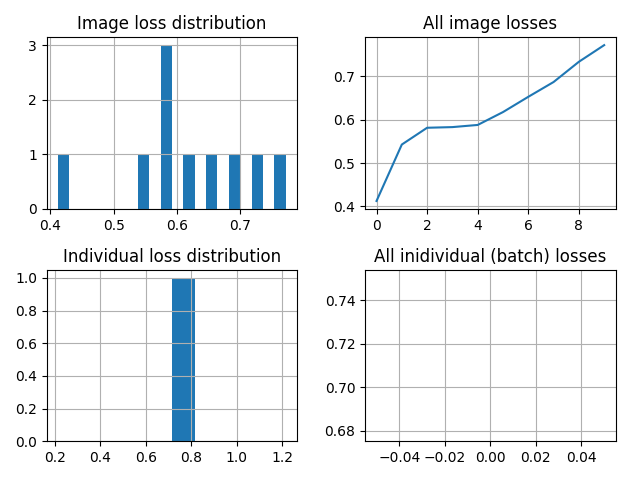 Image loss distribution
3
2
1
0
0.4 0.5 0.6 0.7
All image losses
0.7
0.6
0.5
0.4
0 2 4 6 8
Individual loss distribution
1.0
0.8
0.6
0.4
0.2
0.0
0.2 0.4 0.6 0.8 1.0 1.2
All inidividual (batch) losses
0.74
0.72
0.70
0.68
−0.04 −0.02 0.00 0.02 0.04